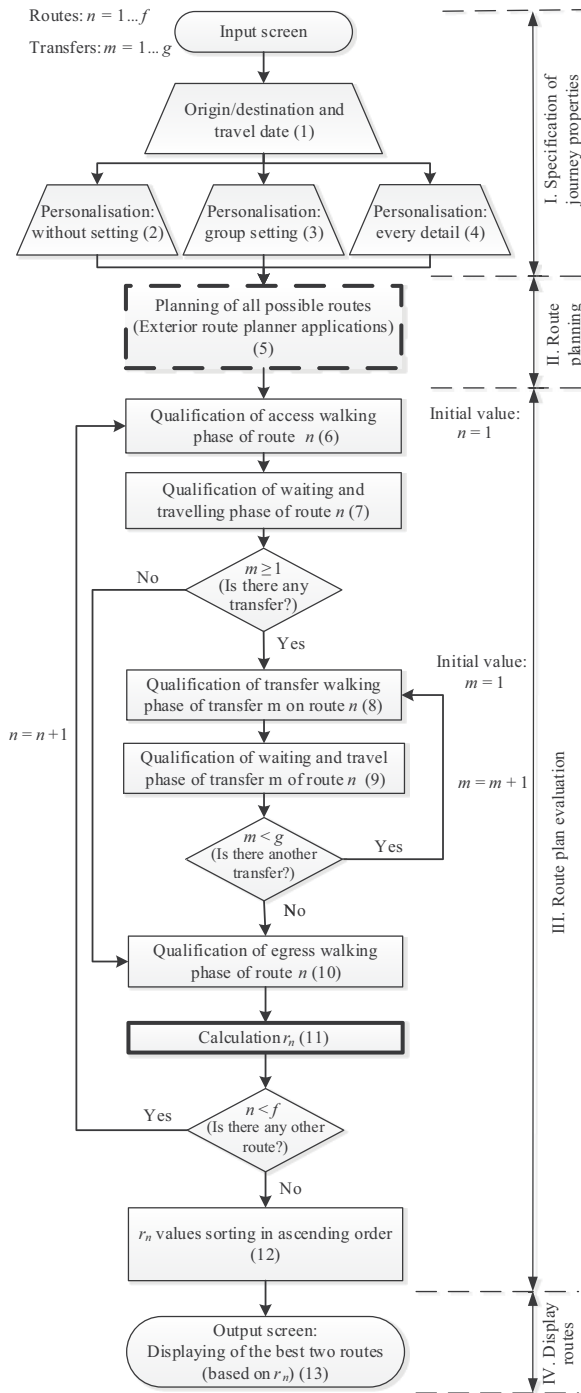 Routes: n = 1…f
Transfers: m = 1…g
Input screen
Origin/destination and
travel date (1)
Personalisation:
without setting (2)
Personalisation:
group setting (3)
Personalisation:
every detail (4)
I. Specification of
journey properties
Planning of all possible routes
(Exterior route planner applications)
(5)
II. Route
planning
Qualification of access walking
phase of route n (6)
Initial value:
n = 1
Qualification of waiting and
travelling phase of route n (7)
m ≥ 1
(Is there any
transfer?)
No
Yes
Initial value:
m = 1
Qualification of transfer walking
phase of transfer m on route n (8)
n = n+1
Qualification of waiting and travel
phase of transfer m of route n (9)
m = m + 1
m < g
(Is there another
transfer?)
Yes
No
Qualification of egress walking
phase of route n (10)
Calculation rn (11)
n < f
(Is there any other
route?)
Yes
No
rn values sorting in ascending order
(12)
III. Route plan evaluation
Output screen:
Displaying of the best two routes
(based on rn) (13)
IV. Display
routes